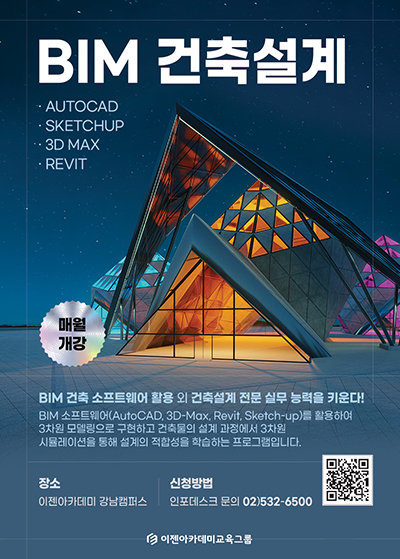 BIM 건축설계
· AUTOCAD
· SKETCHUP
· 3D MAX
· REVIT
매월
개강
BIM 건축 소프트웨어 활용 외 건축설계 전문 실무 능력을 키운다!
BIM 소프트웨어(AutoCAD, 3D-Max, Revit, Sketch-up)를 활용하여
3차원 모델링으로 구현하고 건축물의 설계 과정에서 3차원
시뮬레이션을 통해 설계의 적합성을 학습하는 프로그램입니다.
장소
이젠아카데미 강남캠퍼스
신청방법
인포데스크 문의 02)532-6500
이젠아카데미교육그룹